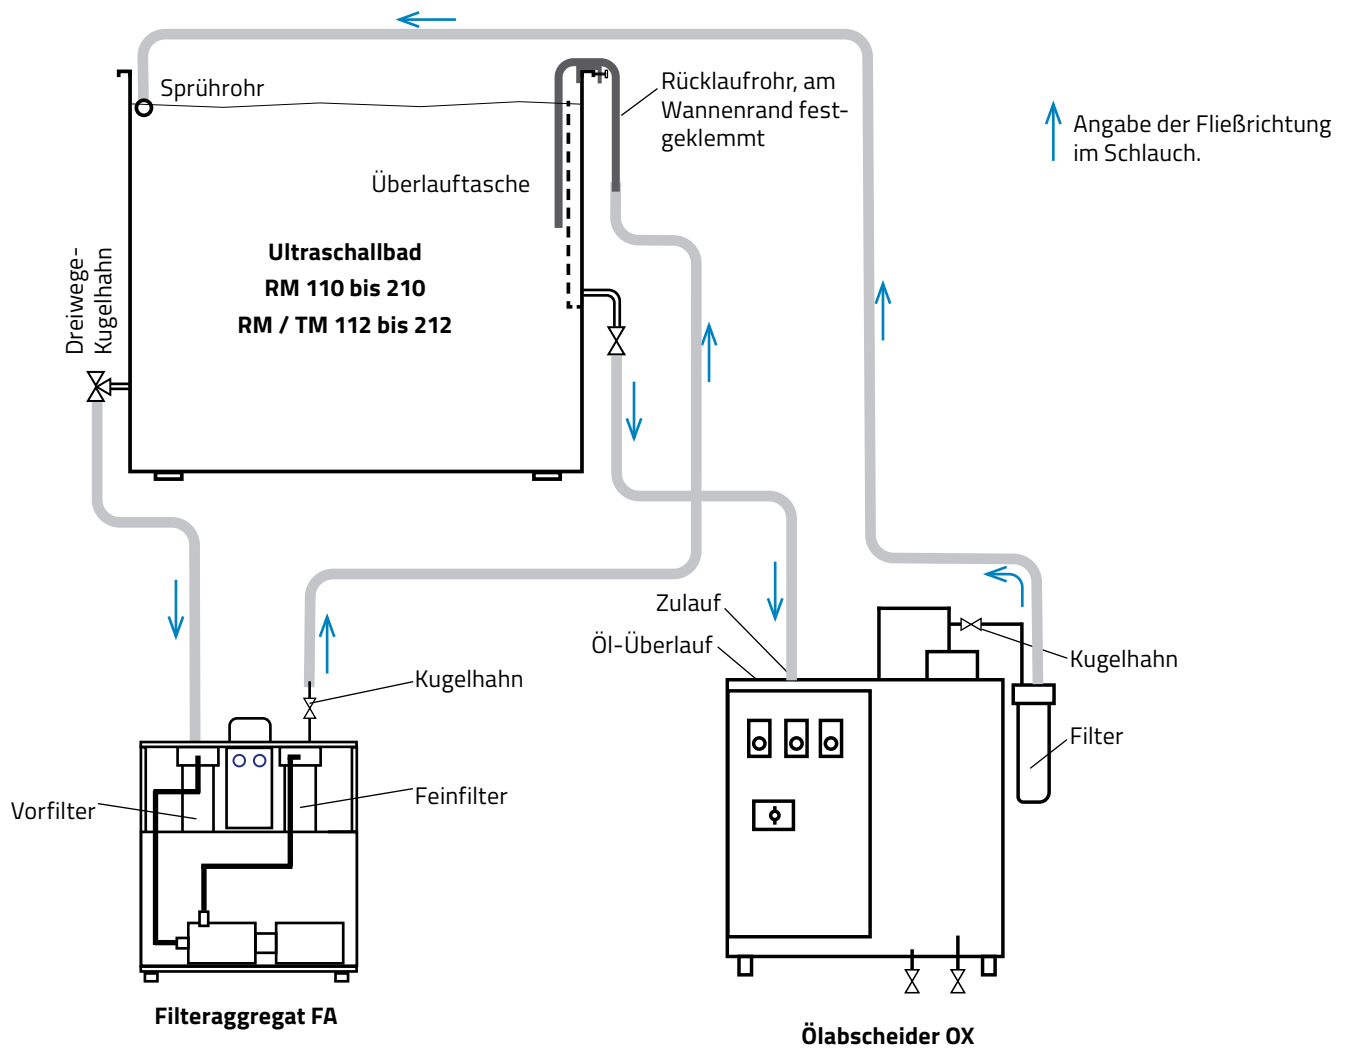 Sprührohr
Rücklaufrohr, am
Wannenrand fest-
geklemmt
Angabe der Fließrichtung
im Schlauch.
Überlauftasche
Dreiwege-
Kugelhahn
Ultraschallbad
RM 110 bis 210
RM / TM 112 bis 212
Zulauf
Öl-Überlauf
Kugelhahn
Kugelhahn
Filter
Vorfilter
Feinfilter
Filteraggregat FA
Ölabscheider OX